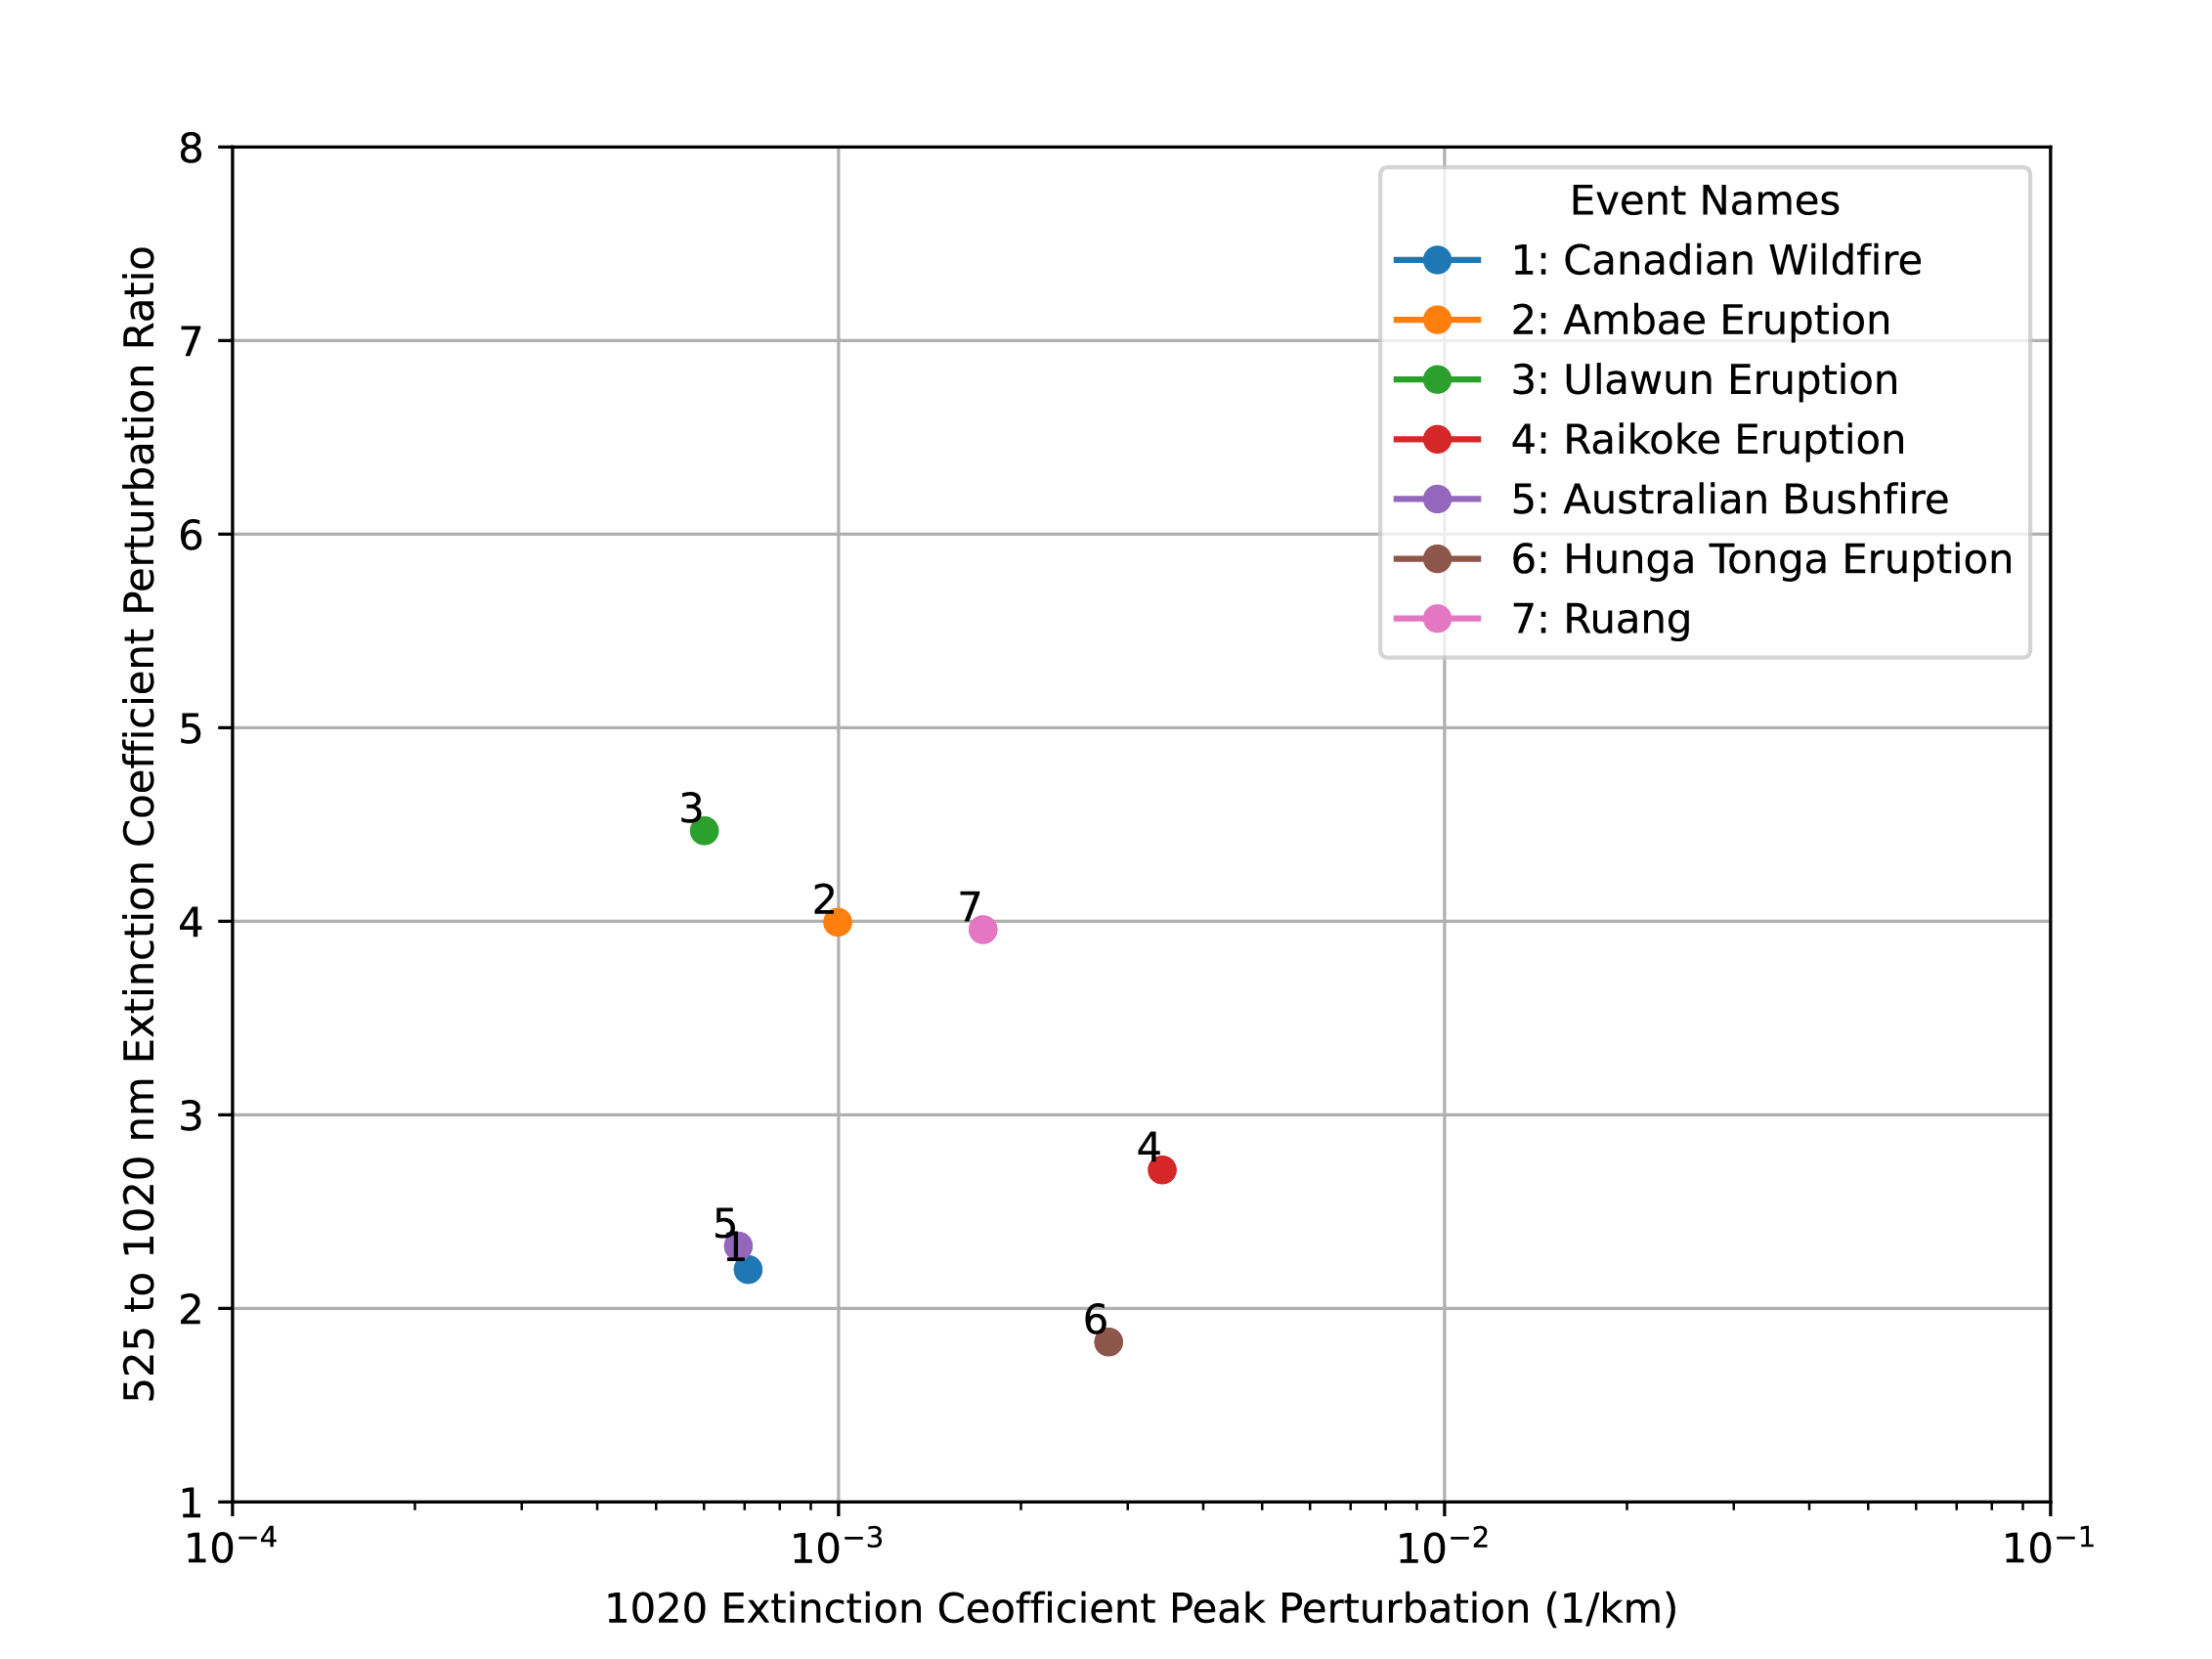 525 to 1020 nm Extinction Coefficient Perturbation Ratio
8
7
6
5
4
3
2
1
10⁻⁴
10⁻³
10⁻²
10⁻¹
1020 Extinction Ceofficient Peak Perturbation (1/km)
Event Names
1: Canadian Wildfire
2: Ambae Eruption
3: Ulawun Eruption
4: Raikoke Eruption
5: Australian Bushfire
6: Hunga Tonga Eruption
7: Ruang
3
2
7
4
5
1
6